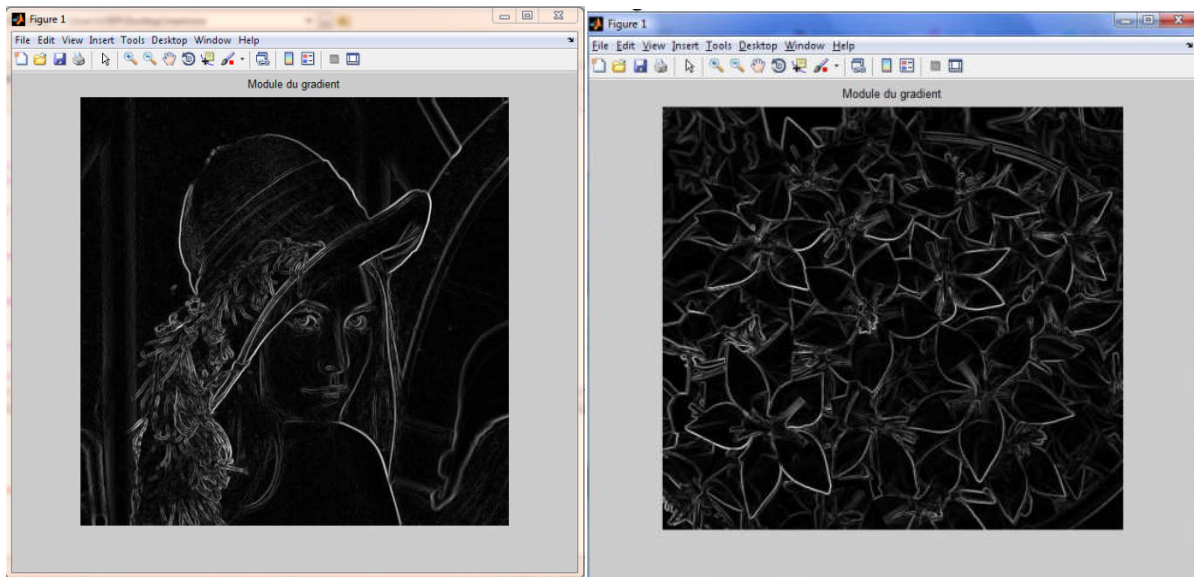 Figure 1
File Edit View Insert Tools Desktop Window Help
Module du gradient
Figure 1
File Edit View Insert Tools Desktop Window Help
Module du gradient